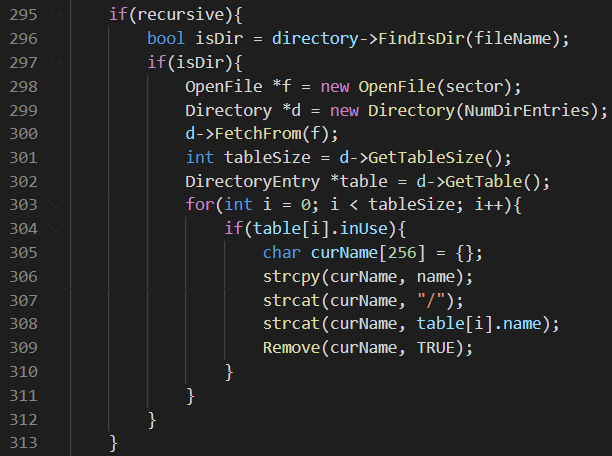 295 if(recursive){
296 bool isDir = directory->FindIsDir(fileName);
297 if(isDir){
298 OpenFile *f = new OpenFile(sector);
299 Directory *d = new Directory(NumDirEntries);
300 d->FetchFrom(f);
301 int tableSize = d->GetTableSize();
302 DirectoryEntry *table = d->GetTable();
303 for(int i = 0; i < tableSize; i++){
304 if(table[i].inUse){
305 char curName[256] = {};
306 strcpy(curName, name);
307 strcat(curName, "/");
308 strcat(curName, table[i].name);
309 Remove(curName, TRUE);
310 }
311 }
312 }
313 }